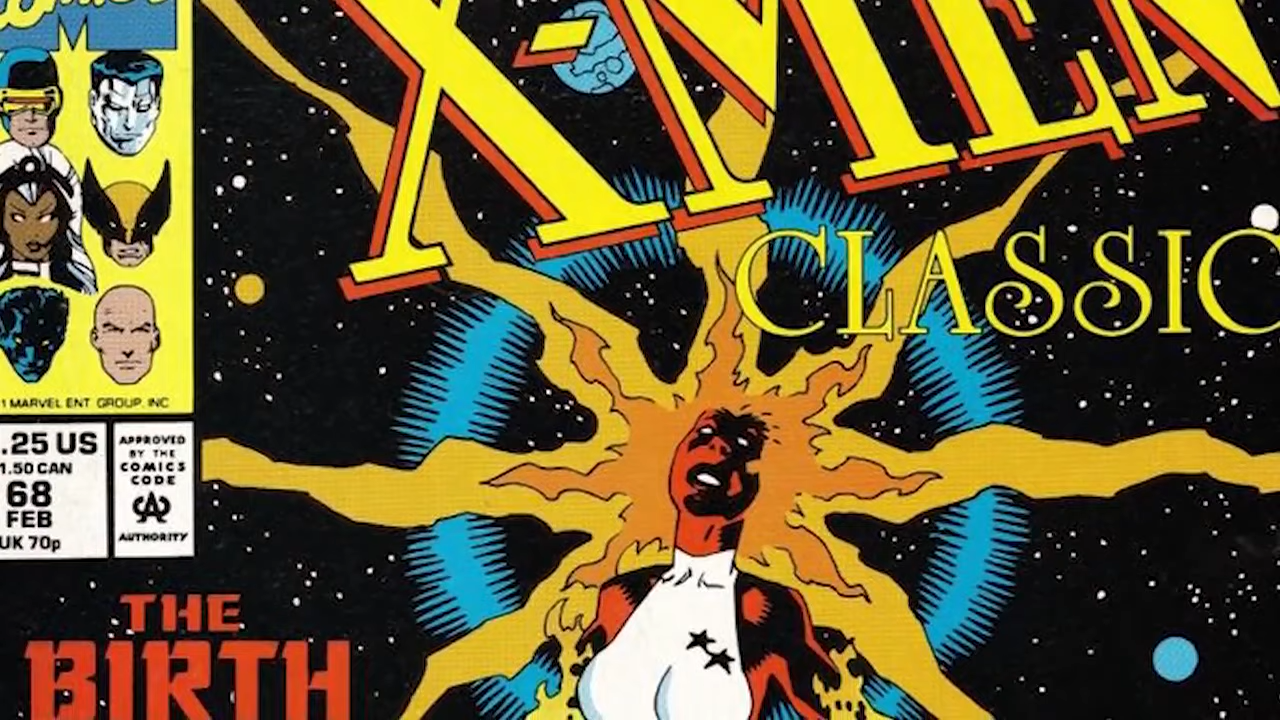 X-MEN
CLASSIC
1 MARVEL ENT GROUP, INC
.25 US
1.50 CAN
68
FEB
UK 70p
APPROVED
BY THE
COMICS
CODE
CA
AUTHORITY
THE
BIRTH